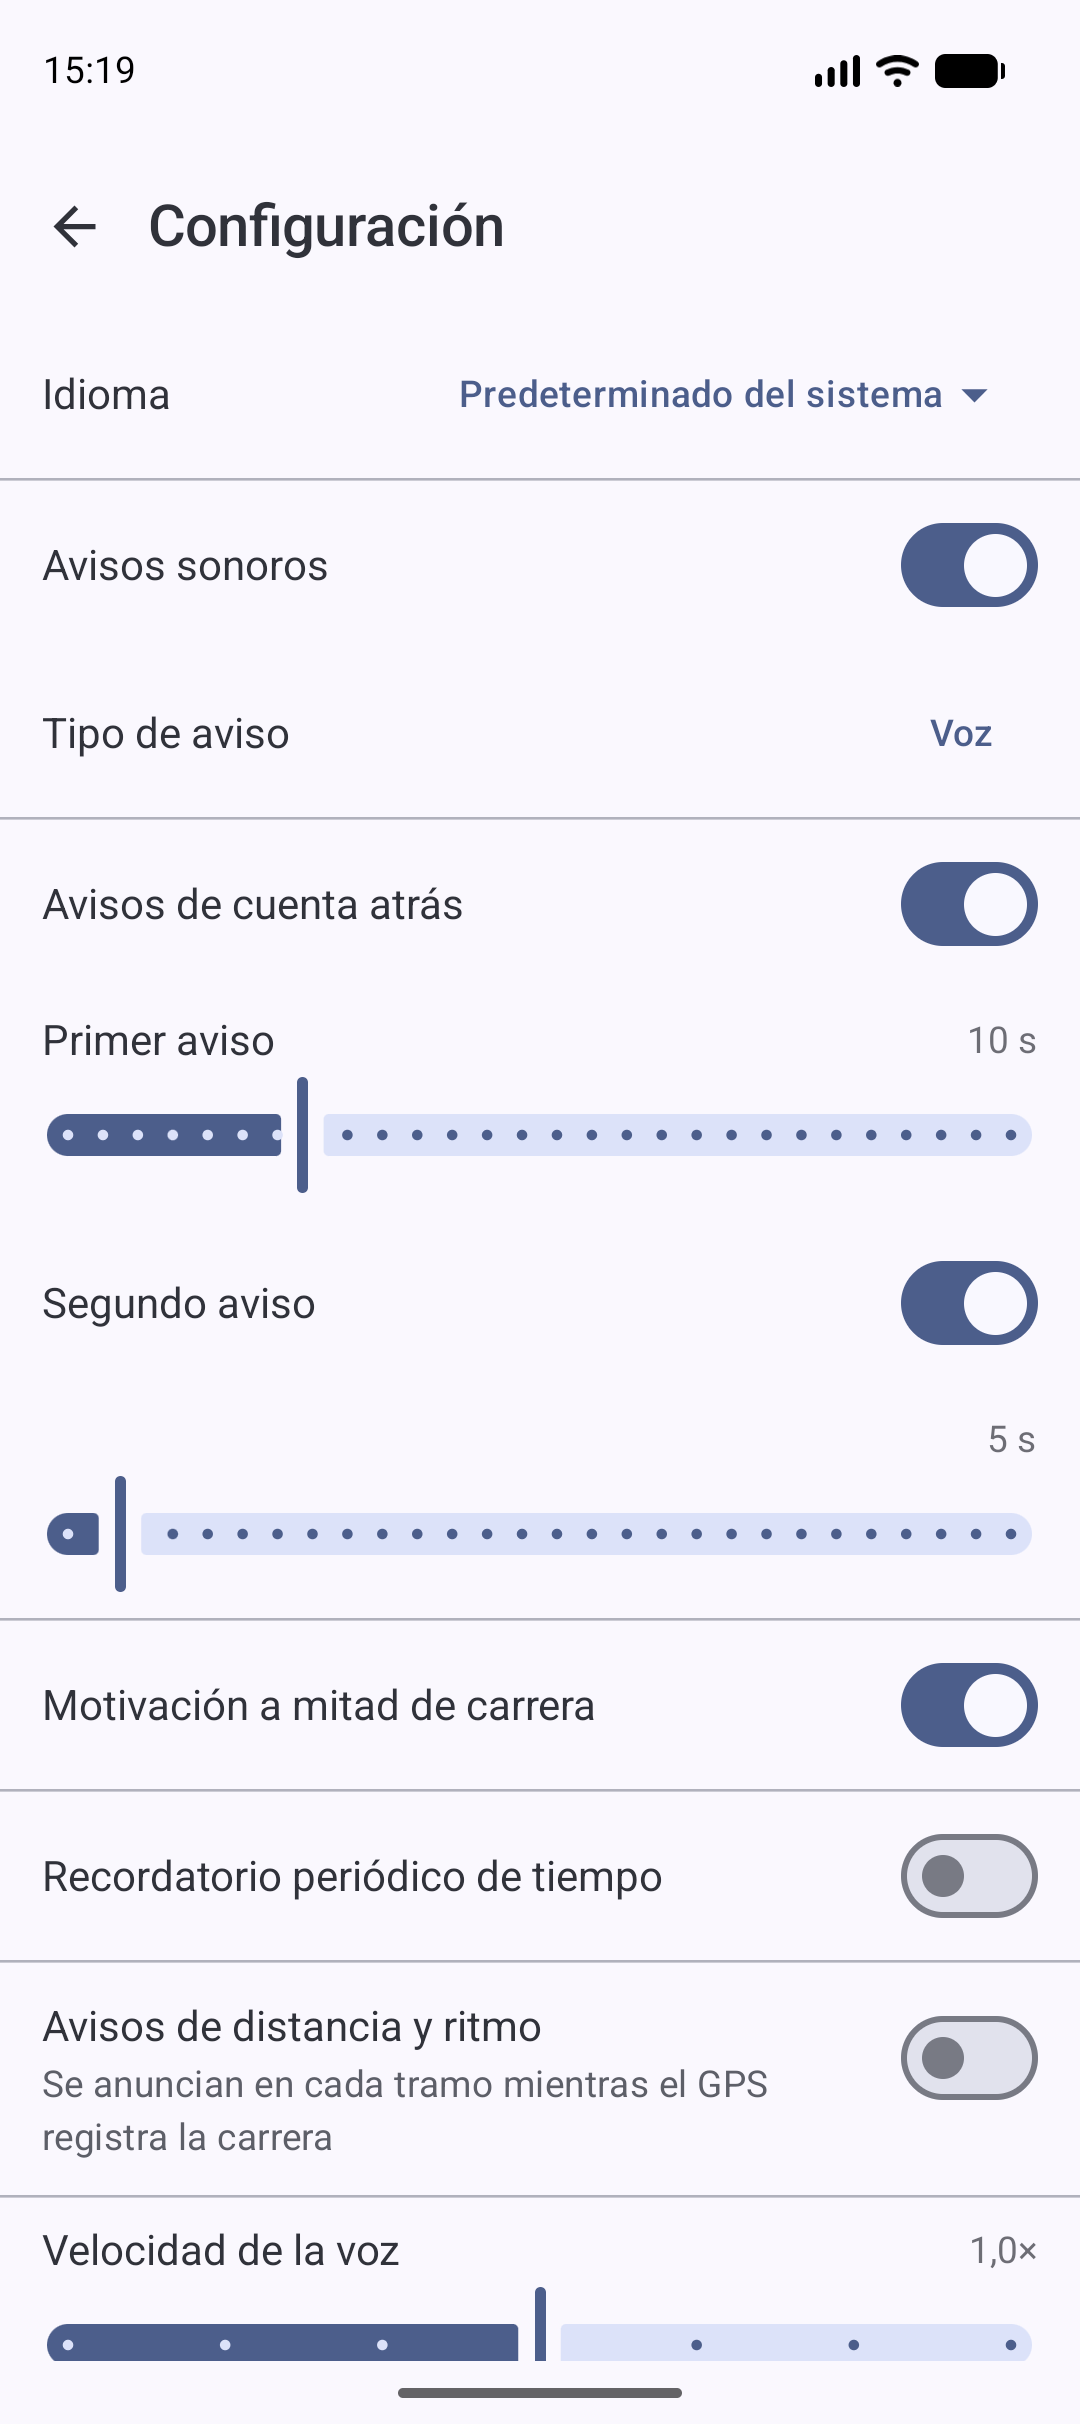 15:19
Configuración
Idioma
Predeterminado del sistema
Avisos sonoros
Tipo de aviso
Voz
Avisos de cuenta atrás
Primer aviso
10 s
Segundo aviso
5 s
Motivación a mitad de carrera
Recordatorio periódico de tiempo
Avisos de distancia y ritmo
Se anuncian en cada tramo mientras el GPS
registra la carrera
Velocidad de la voz
1,0×